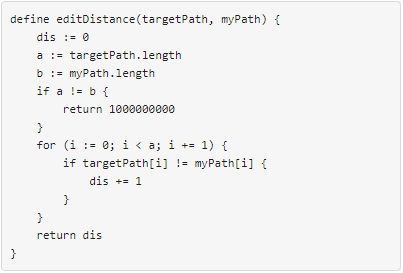 define editDistance(targetPath, myPath) {
    dis := 0
    a := targetPath.length
    b := myPath.length
    if a != b {
        return 1000000000
    }
    for (i := 0; i < a; i += 1) {
        if targetPath[i] != myPath[i] {
            dis += 1
        }
    }
    return dis
}